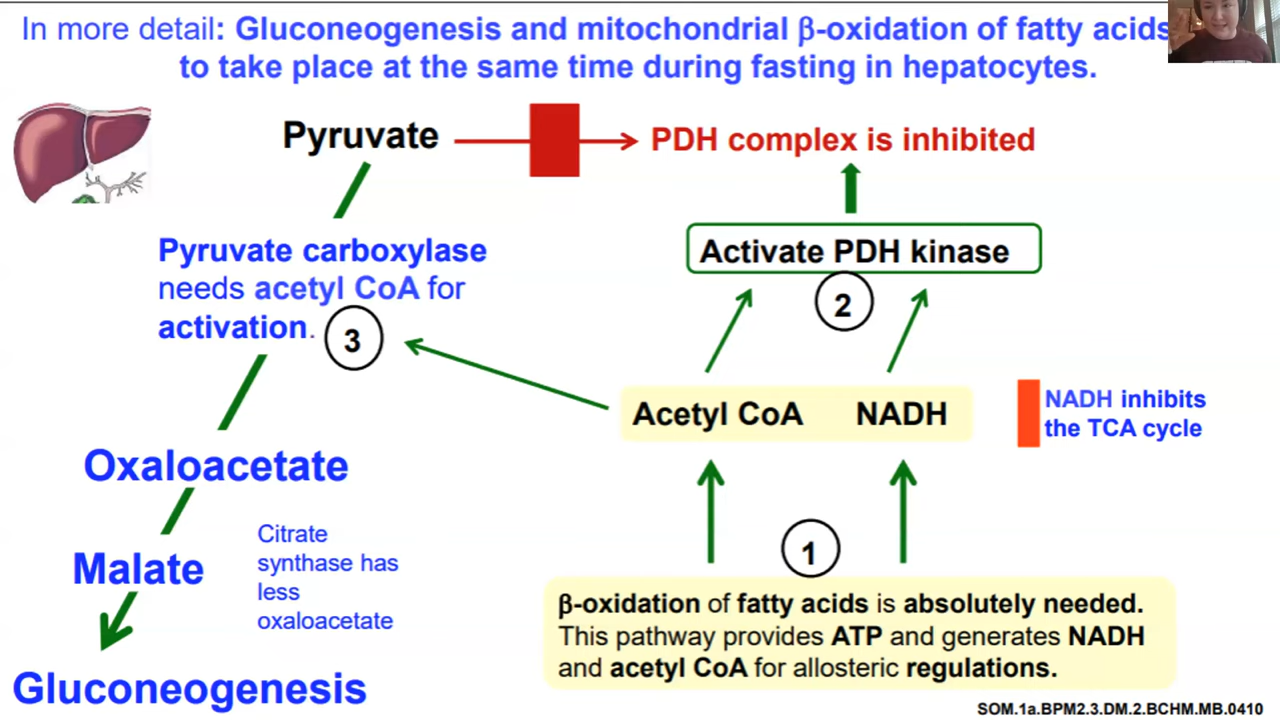 In more detail: Gluconeogenesis and mitochondrial β-oxidation of fatty acids
to take place at the same time during fasting in hepatocytes.
Pyruvate
PDH complex is inhibited
Pyruvate carboxylase
needs acetyl CoA for
activation.
3
Activate PDH kinase
2
Acetyl CoA NADH
NADH inhibits
the TCA cycle
Oxaloacetate
Malate
Citrate
synthase has
less
oxaloacetate
Gluconeogenesis
1
β-oxidation of fatty acids is absolutely needed.
This pathway provides ATP and generates NADH
and acetyl CoA for allosteric regulations.
SOM.1a.BPM2.3.DM.2.BCHM.MB.0410